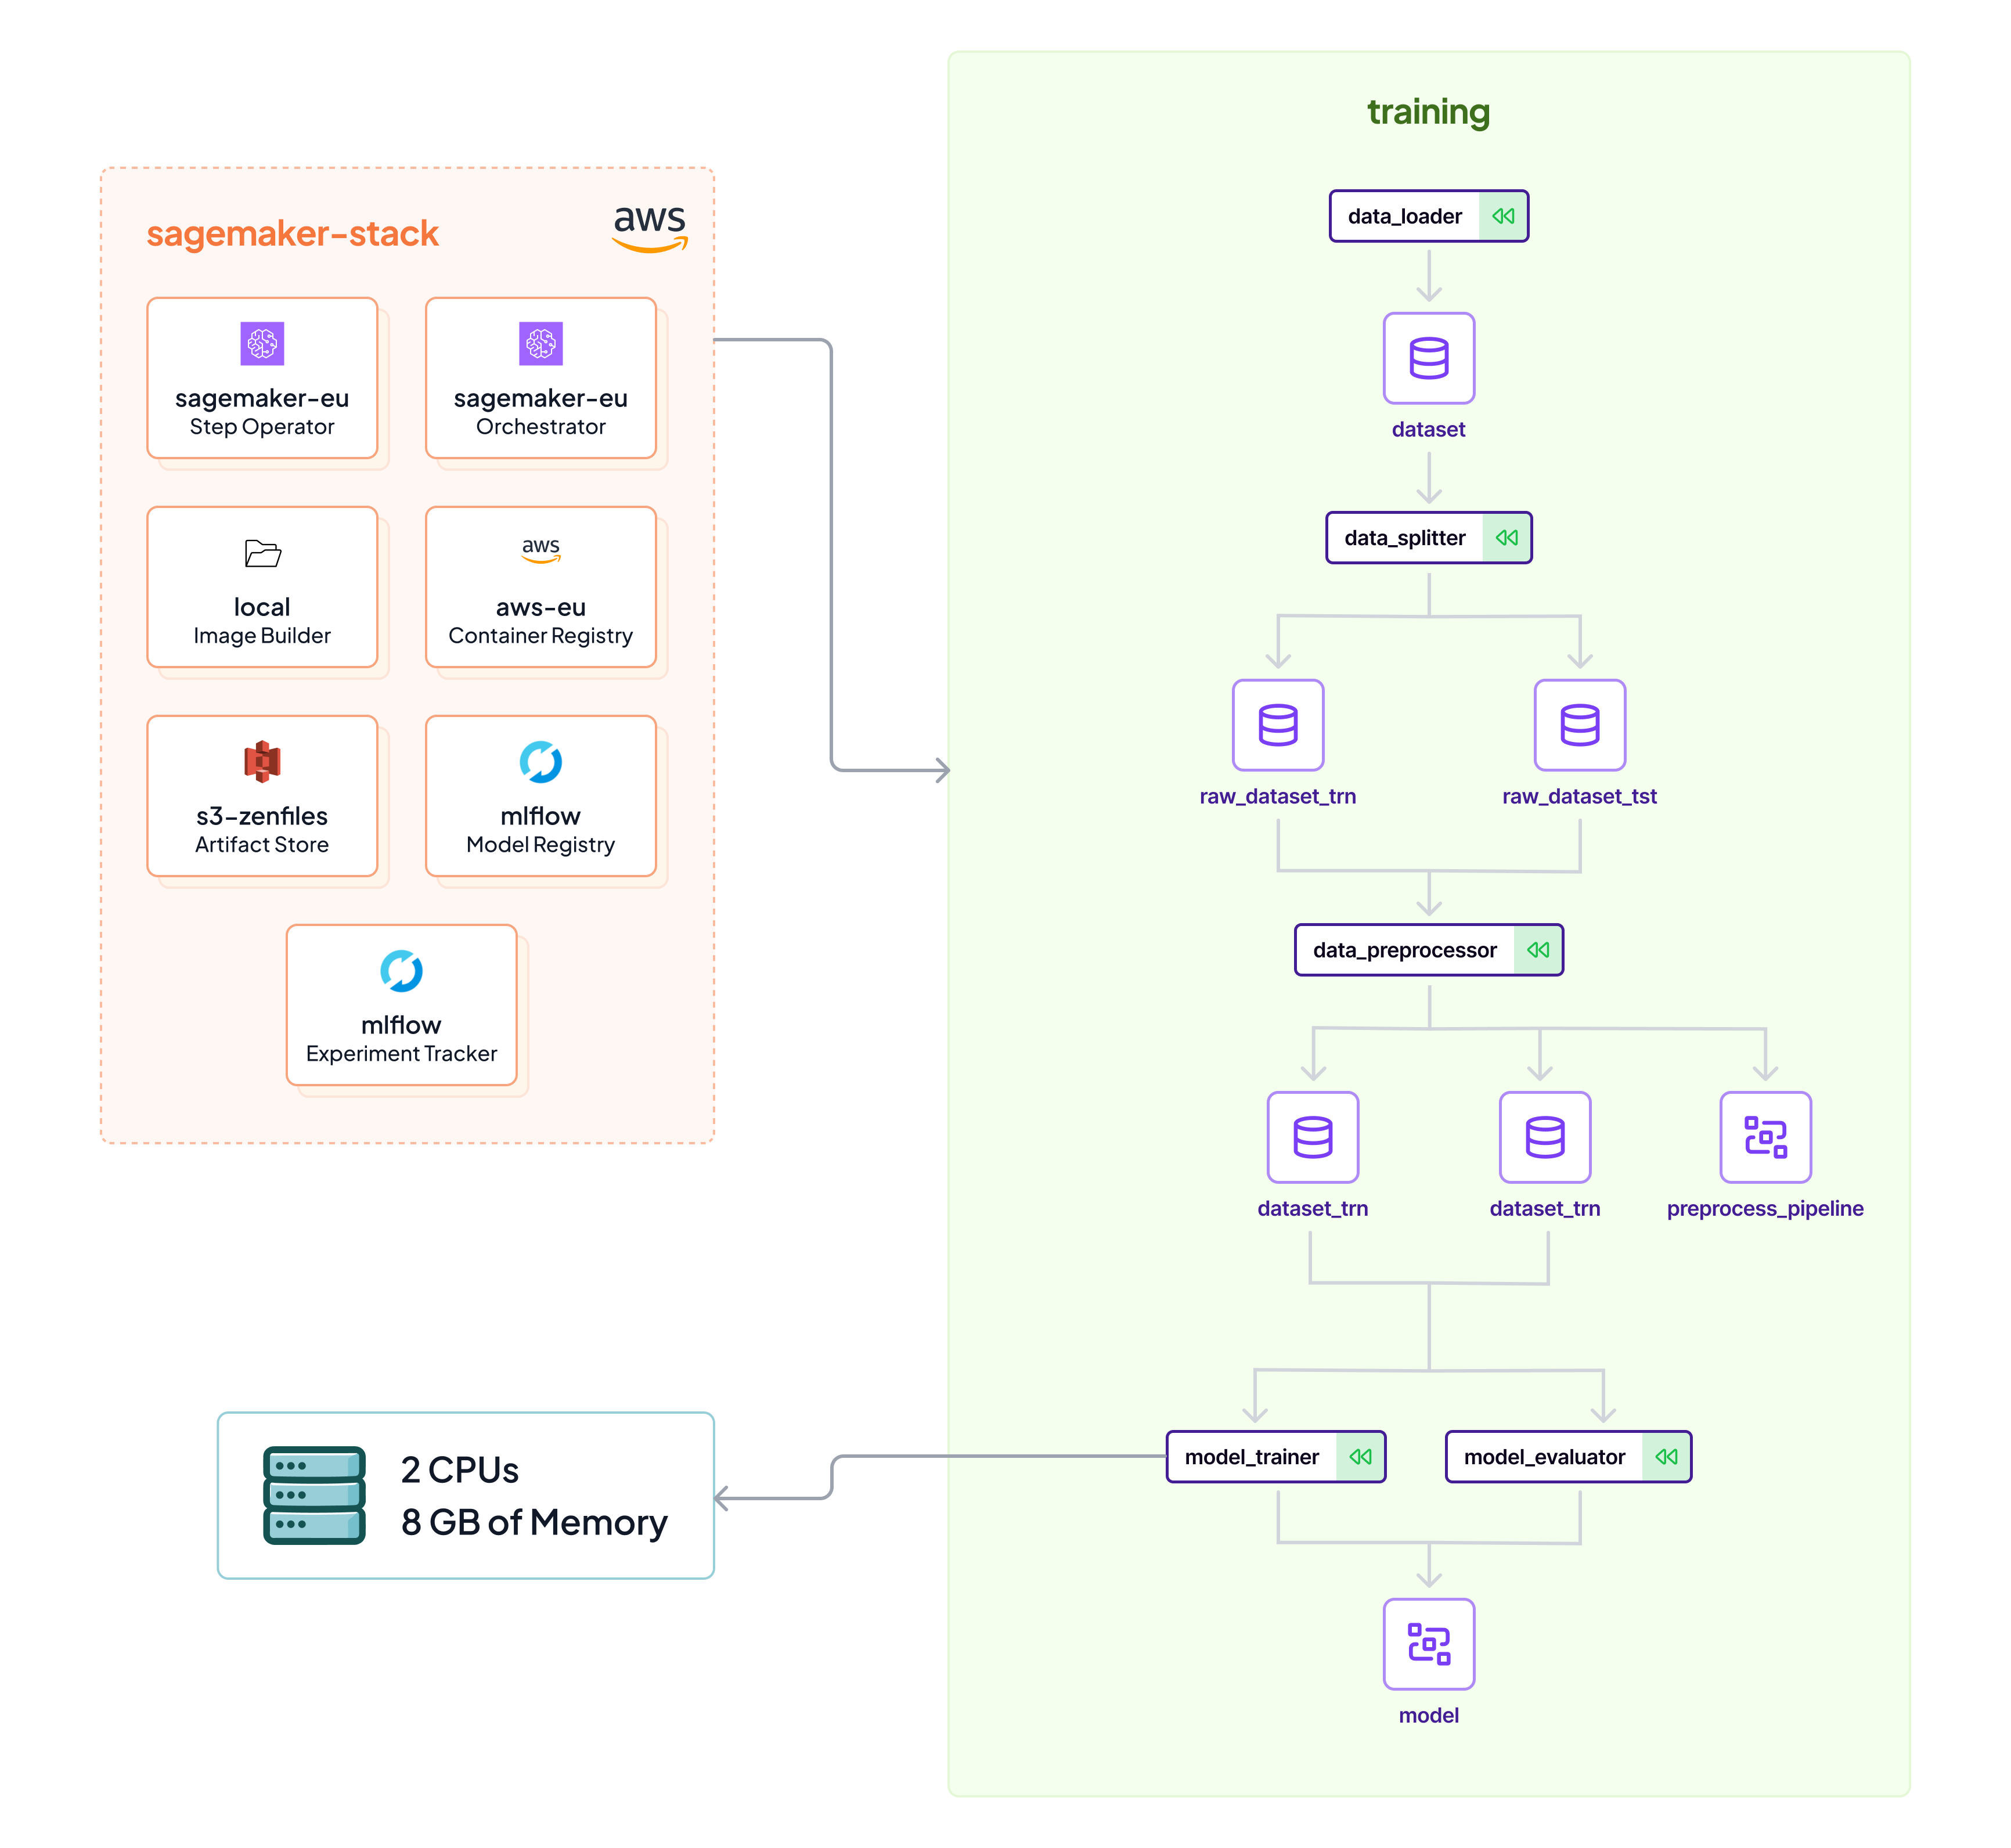 training
sagemaker-stack
aws
sagemaker-eu
Step Operator
sagemaker-eu
Orchestrator
local
Image Builder
aws
aws-eu
Container Registry
s3-zenfiles
Artifact Store
mlflow
Model Registry
mlflow
Experiment Tracker
2 CPUs
8 GB of Memory
data_loader
dataset
data_splitter
raw_dataset_trn
raw_dataset_tst
data_preprocessor
dataset_trn
dataset_trn
preprocess_pipeline
model_trainer
model_evaluator
model